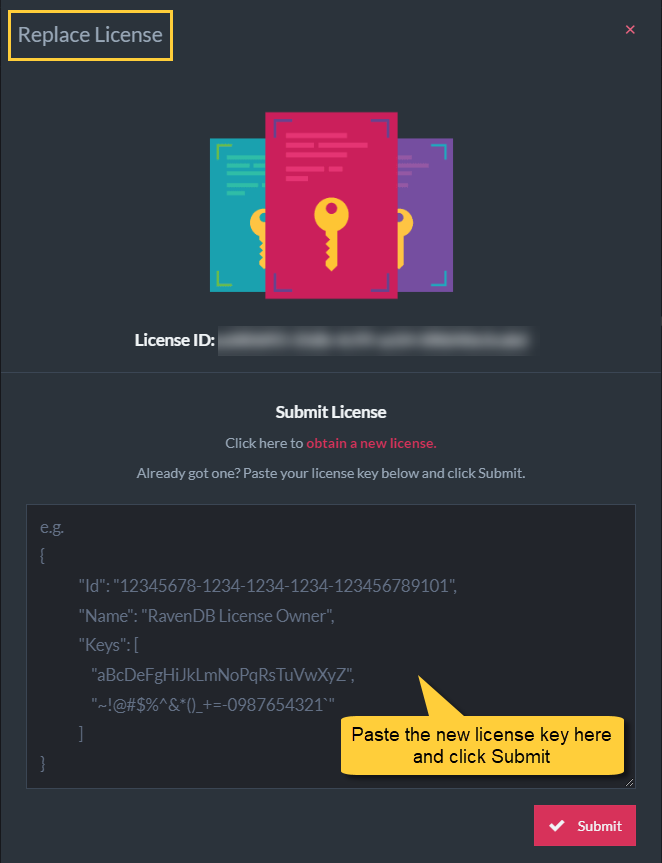 Replace License
×
License ID:
Submit License
Click here to obtain a new license.
Already got one? Paste your license key below and click Submit.
e.g.
{
"Id": "12345678-1234-1234-1234-123456789101",
"Name": "RavenDB License Owner",
"Keys": [
"aBcDeFgHiJkLmNoPqRsTuVwXyZ",
"~!@#$%^&*()_+=-0987654321`"
]
}
Paste the new license key here
and click Submit
Submit